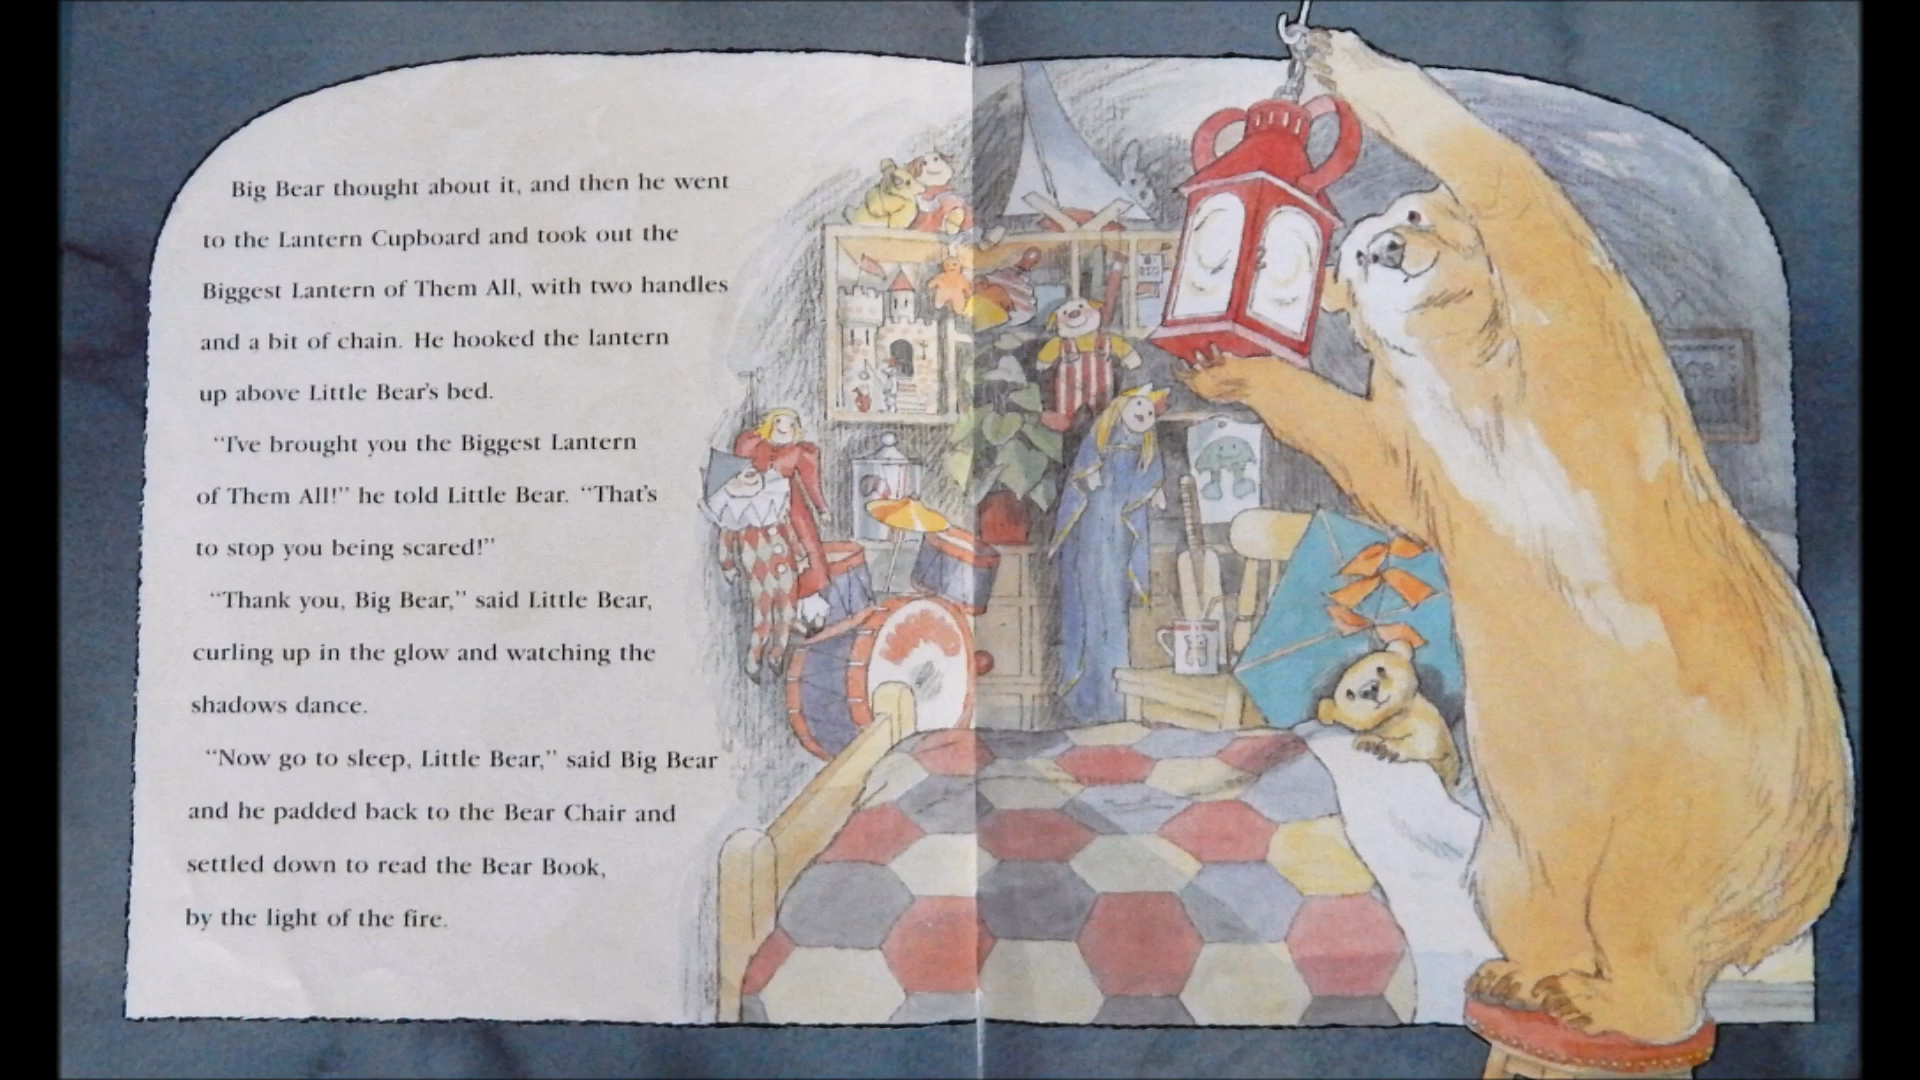 Big Bear thought about it, and then he went
to the Lantern Cupboard and took out the
Biggest Lantern of Them All, with two handles
and a bit of chain. He hooked the lantern
up above Little Bear's bed.
“I've brought you the Biggest Lantern
of Them All!” he told Little Bear. “That's
to stop you being scared!”
“Thank you, Big Bear,” said Little Bear,
curling up in the glow and watching the
shadows dance.
“Now go to sleep, Little Bear,” said Big Bear
and he padded back to the Bear Chair and
settled down to read the Bear Book,
by the light of the fire.